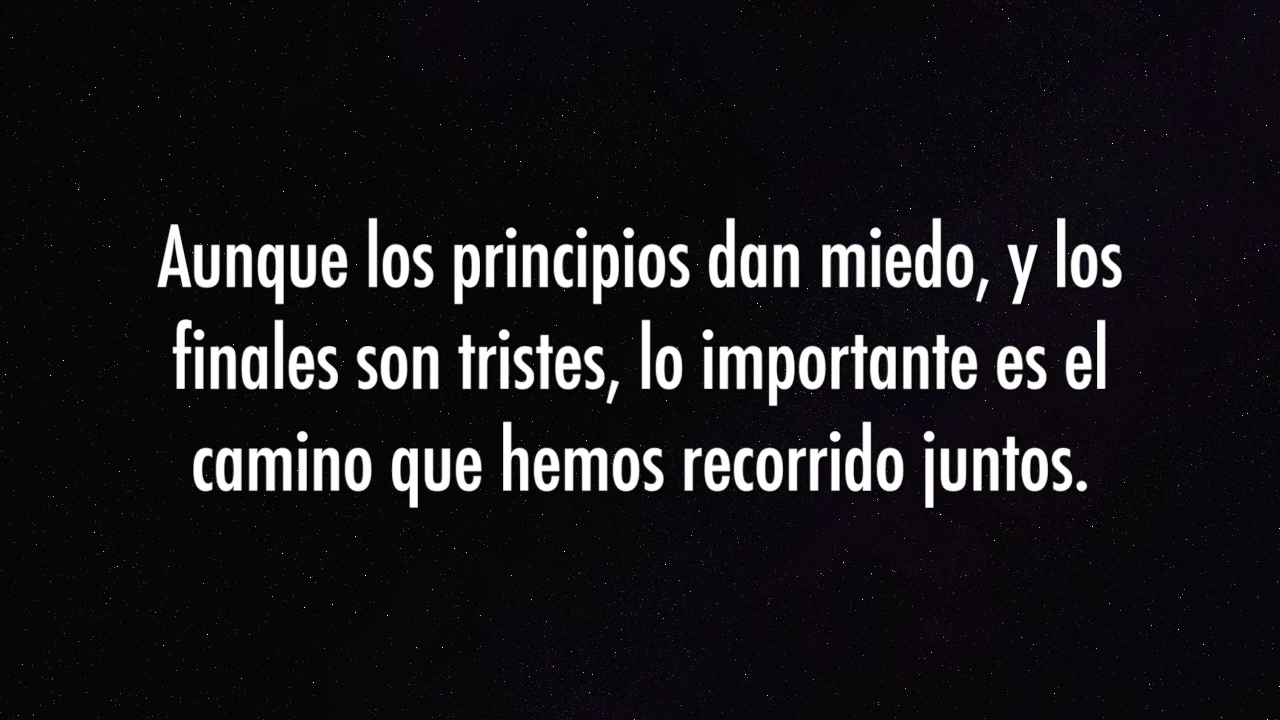 Aunque los principios dan miedo, y los
finales son tristes, lo importante es el
camino que hemos recorrido juntos.